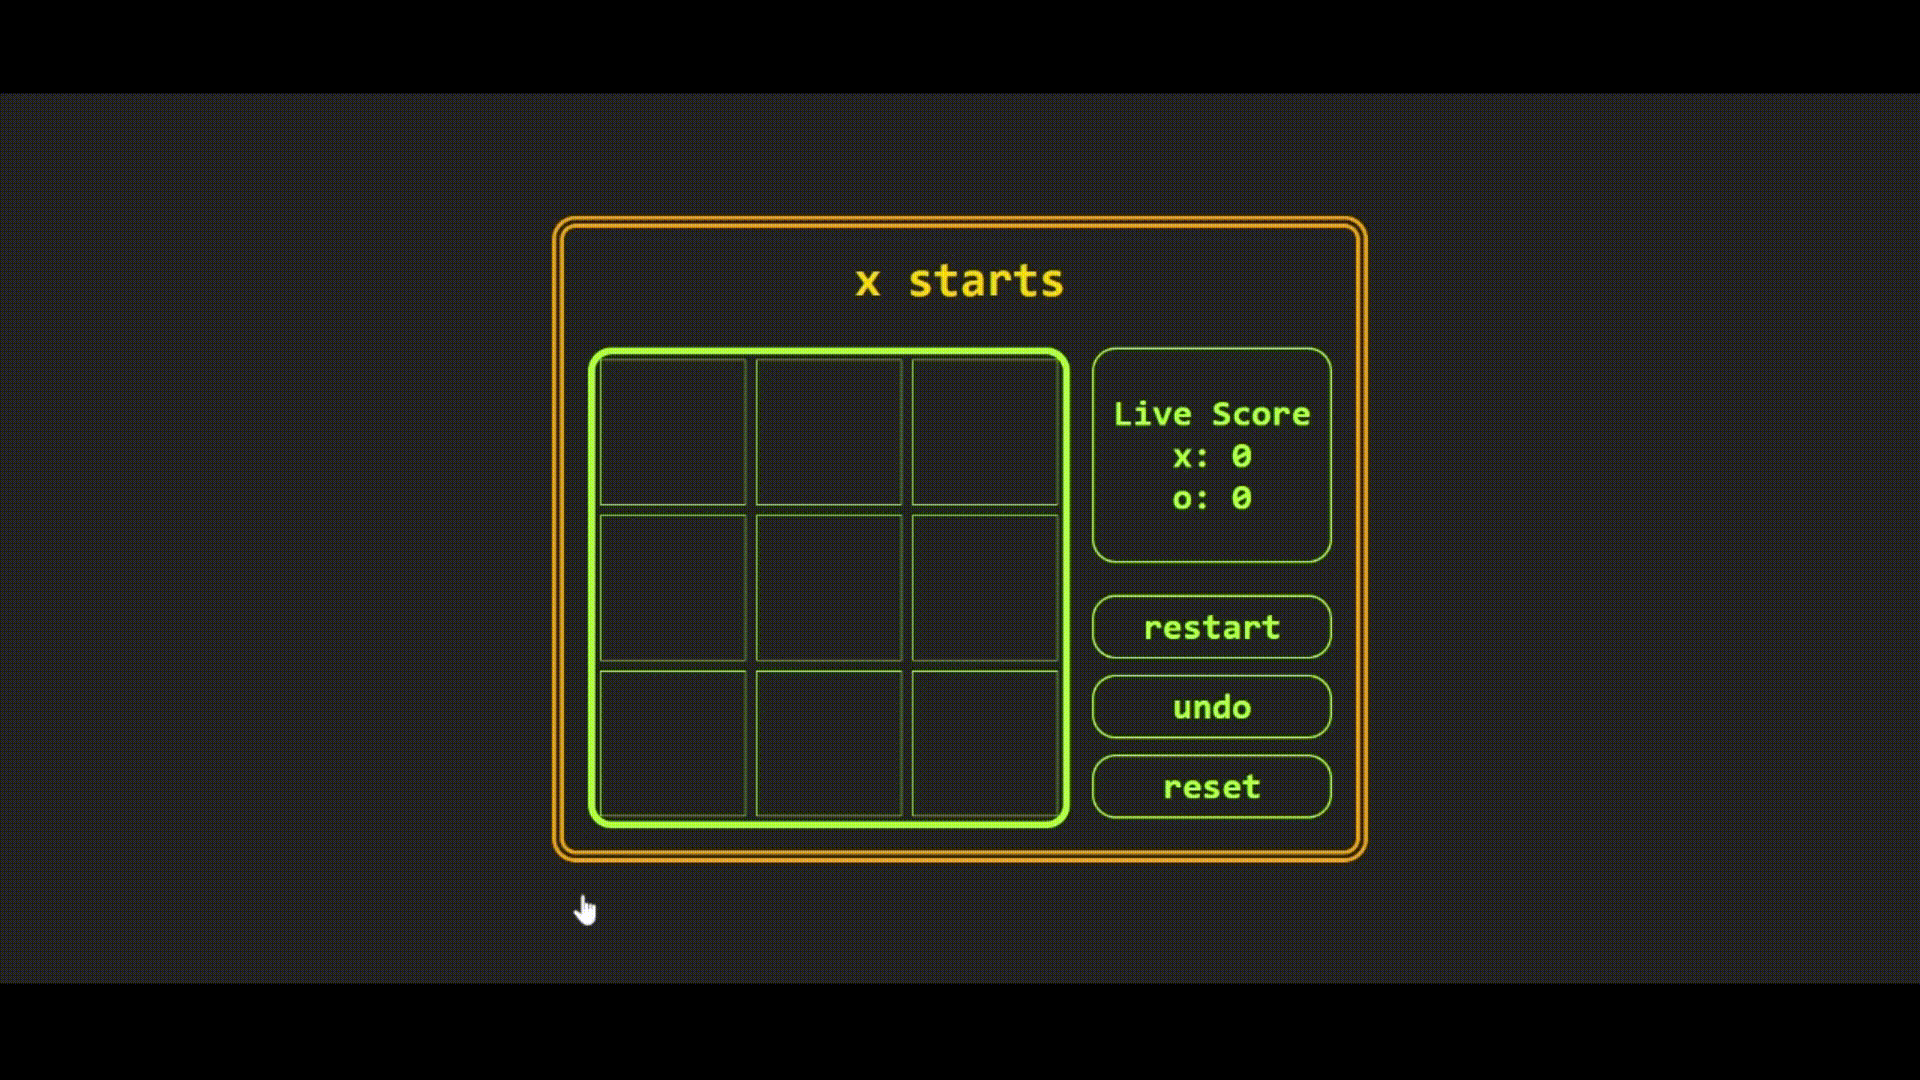 x starts
Live Score
x: 0
o: 0
restart
undo
reset